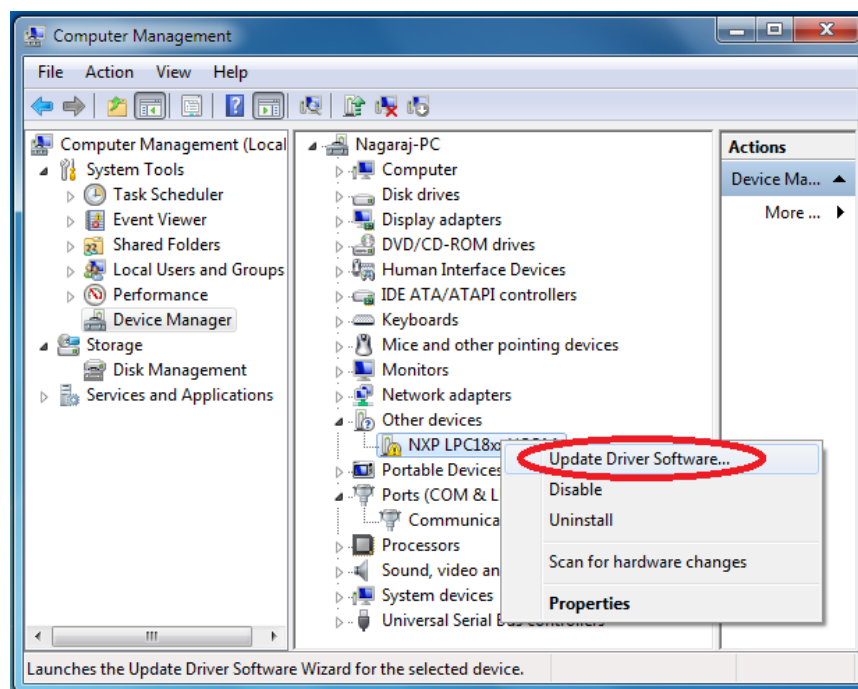 Computer Management
File Action View Help
Computer Management (Local
System Tools
Task Scheduler
Event Viewer
Shared Folders
Local Users and Groups
Performance
Device Manager
Storage
Disk Management
Services and Applications
Nagaraj-PC
Computer
Disk drives
Display adapters
DVD/CD-ROM drives
Human Interface Devices
IDE ATA/ATAPI controllers
Keyboards
Mice and other pointing devices
Monitors
Network adapters
Other devices
NXP LPC18xx
Portable Devices
Ports (COM & L
Communica
Processors
Sound, video an
System devices
Universal Serial Bus controllers
Update Driver Software...
Disable
Uninstall
Scan for hardware changes
Properties
Actions
Device Ma...
More ...
Launches the Update Driver Software Wizard for the selected device.